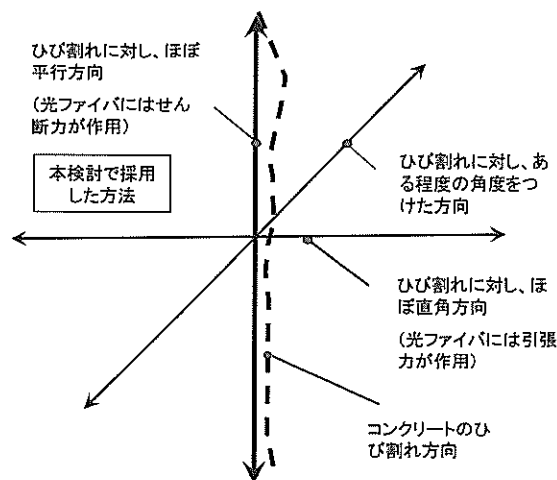 ひび割れに対し、ほぼ
平行方向
(光ファイバにはせん
断力が作用)
本検討で採用
した方法
ひび割れに対し、あ
る程度の角度をつ
けた方向
ひび割れに対し、ほ
ぼ直角方向
(光ファイバには引張
力が作用)
コンクリートのひ
び割れ方向